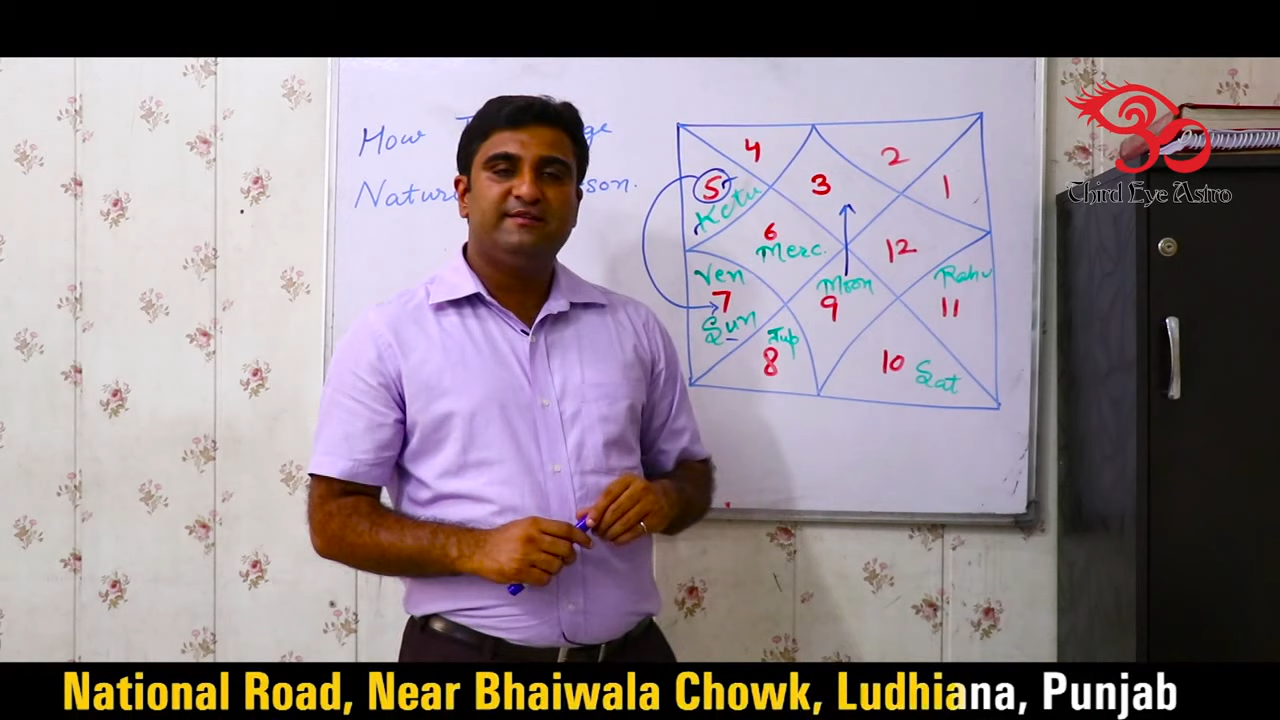 How
Natur son.
4
2
5
3
1
Ketu
6
Merc.
12
Ven
Moon
Rahu
7
9
11
Sun
Jup
8
10 Sat
Third Eye Astro
National Road, Near Bhaiwala Chowk, Ludhiana, Punjab